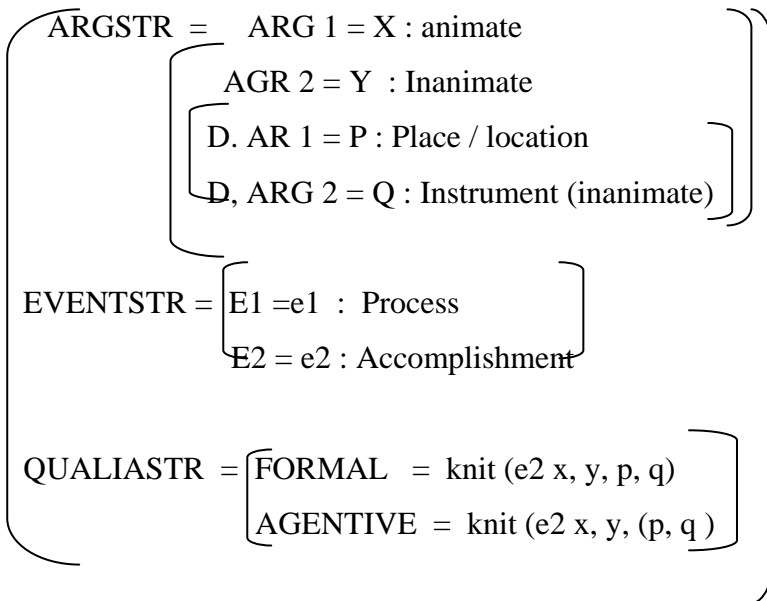 ARGSTR = ARG 1 = X : animate
AGR 2 = Y : Inanimate
D. AR 1 = P : Place / location
D, ARG 2 = Q : Instrument (inanimate)
EVENTSTR = E1 =e1 : Process
E2 = e2 : Accomplishment
QUALIASTR = FORMAL = knit (e2 x, y, p, q)
AGENTIVE = knit (e2 x, y, (p, q )